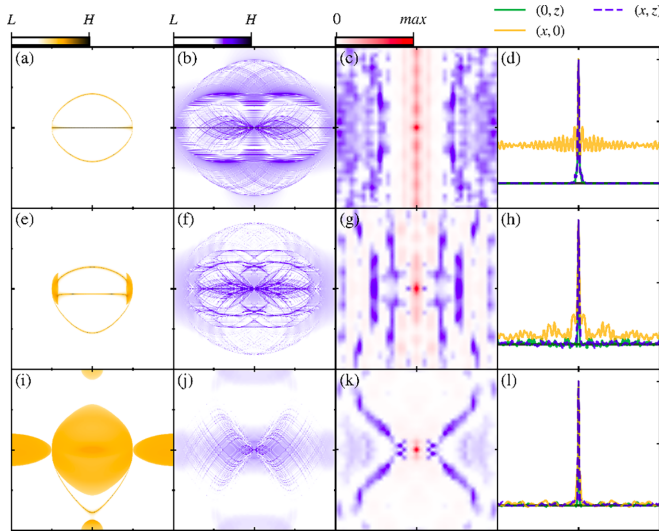 L H L H 0 max (0, z) (x, z)
(x, 0)
(a) (b) (c) (d)
(e) (f) (g) (h)
(i) (j) (k) (l)